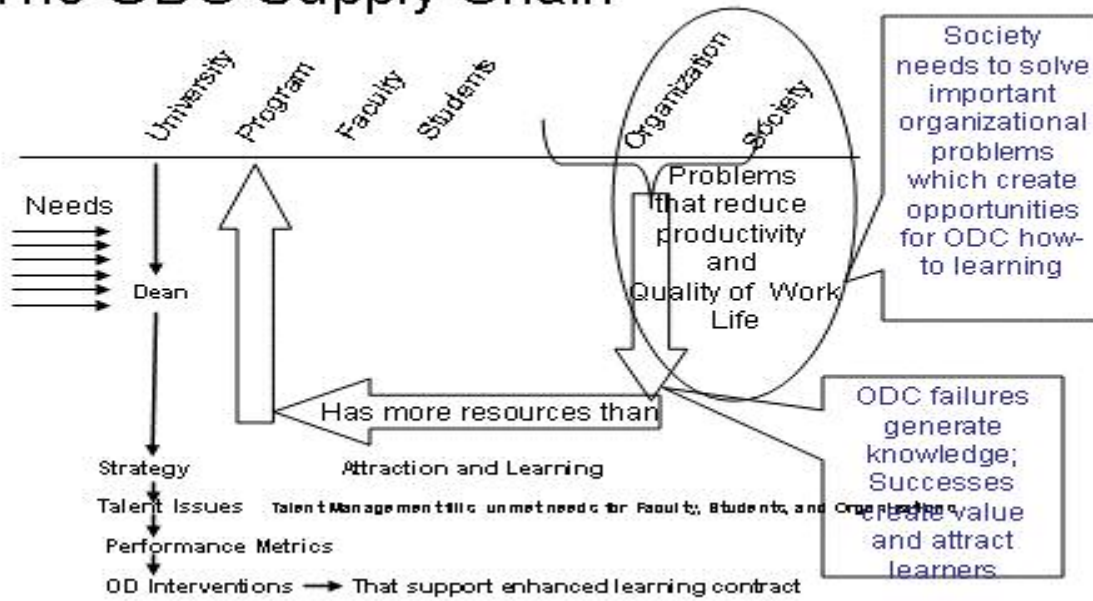 The ODC Supply Chain
University
Program
Faculty
Students
Organization
Society
Needs
Dean
Problems
that reduce
productivity
and
Quality of Work
Life
Society
needs to solve
important
organizational
problems
which create
opportunities
for ODC how-
to learning
Has more resources than
ODC failures
generate
knowledge;
Successes
create value
and attract
learners
Strategy
Attraction and Learning
Talent Issues
Talent Management fills unmet needs for Faculty, Students, and Organizations
Performance Metrics
OD Interventions
That support enhanced learning contract